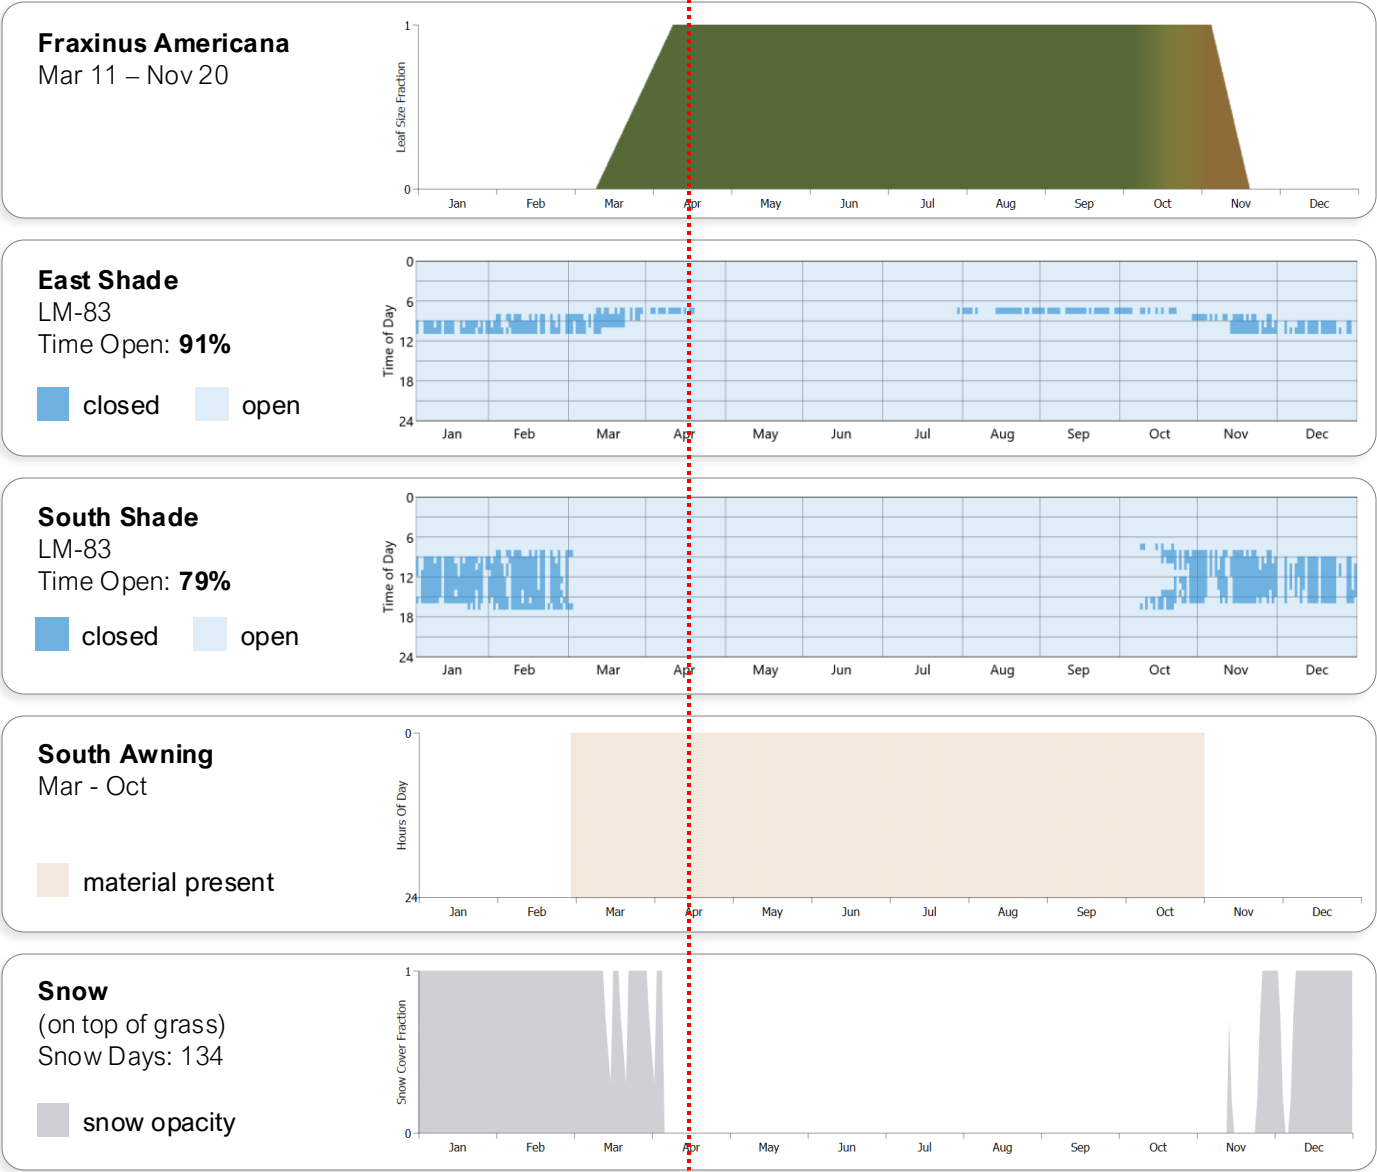 Fraxinus Americana
Mar 11 – Nov 20
Leaf Size Fraction
1
0
Jan Feb Mar Apr May Jun Jul Aug Sep Oct Nov Dec
East Shade
LM-83
Time Open: 91%
closed open
Time of Day
0
6
12
18
24
Jan Feb Mar Apr May Jun Jul Aug Sep Oct Nov Dec
South Shade
LM-83
Time Open: 79%
closed open
Time of Day
0
6
12
18
24
Jan Feb Mar Apr May Jun Jul Aug Sep Oct Nov Dec
South Awning
Mar - Oct
material present
Hours Of Day
0
24
Jan Feb Mar Apr May Jun Jul Aug Sep Oct Nov Dec
Snow
(on top of grass)
Snow Days: 134
snow opacity
Snow Cover Fraction
1
0
Jan Feb Mar Apr May Jun Jul Aug Sep Oct Nov Dec